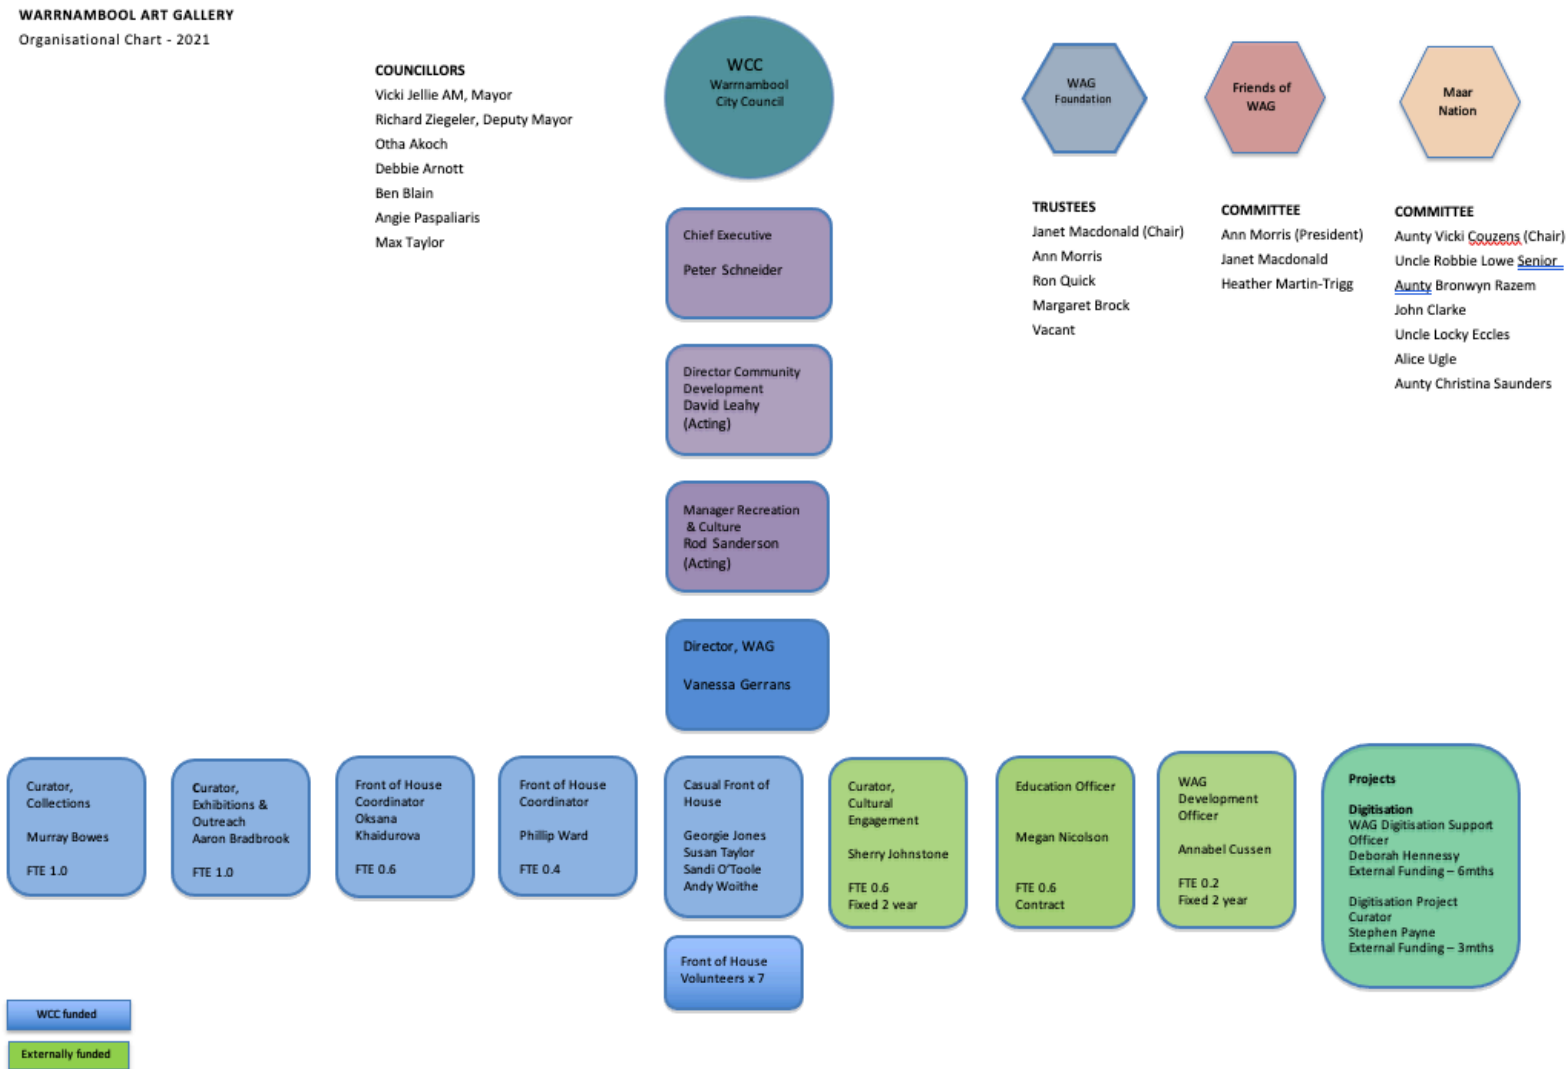 WARRNAMBOOL ART GALLERY
Organisational Chart - 2021
COUNCILLORS
Vicki Jellie AM, Mayor
Richard Ziegeler, Deputy Mayor
Otha Akoch
Debbie Arnott
Ben Blain
Angie Paspaliaris
Max Taylor
WCC
Warrnambool
City Council
WAG
Foundation
Friends of
WAG
Maar
Nation
TRUSTEES
Janet Macdonald (Chair)
Ann Morris
Ron Quick
Margaret Brock
Vacant
COMMITTEE
Ann Morris (President)
Janet Macdonald
Heather Martin-Trigg
COMMITTEE
Aunty Vicki Couzens (Chair)
Uncle Robbie Lowe Senior
Aunty Bronwyn Razem
John Clarke
Uncle Locky Eccles
Alice Ugle
Aunty Christina Saunders
Chief Executive
Peter Schneider
Director Community
Development
David Leahy
(Acting)
Manager Recreation
& Culture
Rod Sanderson
(Acting)
Director, WAG
Vanessa Gerrans
Curator,
Collections
Murray Bowes
FTE 1.0
Curator,
Exhibitions &
Outreach
Aaron Bradbrook
FTE 1.0
Front of House
Coordinator
Oksana
Khaidurova
FTE 0.6
Front of House
Coordinator
Phillip Ward
FTE 0.4
Casual Front of
House
Georgie Jones
Susan Taylor
Sandi O'Toole
Andy Woithe
Curator,
Cultural
Engagement
Sherry Johnstone
FTE 0.6
Fixed 2 year
Education Officer
Megan Nicolson
FTE 0.6
Contract
WAG
Development
Officer
Annabel Cussen
FTE 0.2
Fixed 2 year
Projects
Digitisation
WAG Digitisation Support
Officer
Deborah Hennessy
External Funding – 6mths
Digitisation Project
Curator
Stephen Payne
External Funding – 3mths
Front of House
Volunteers x 7
WCC funded
Externally funded